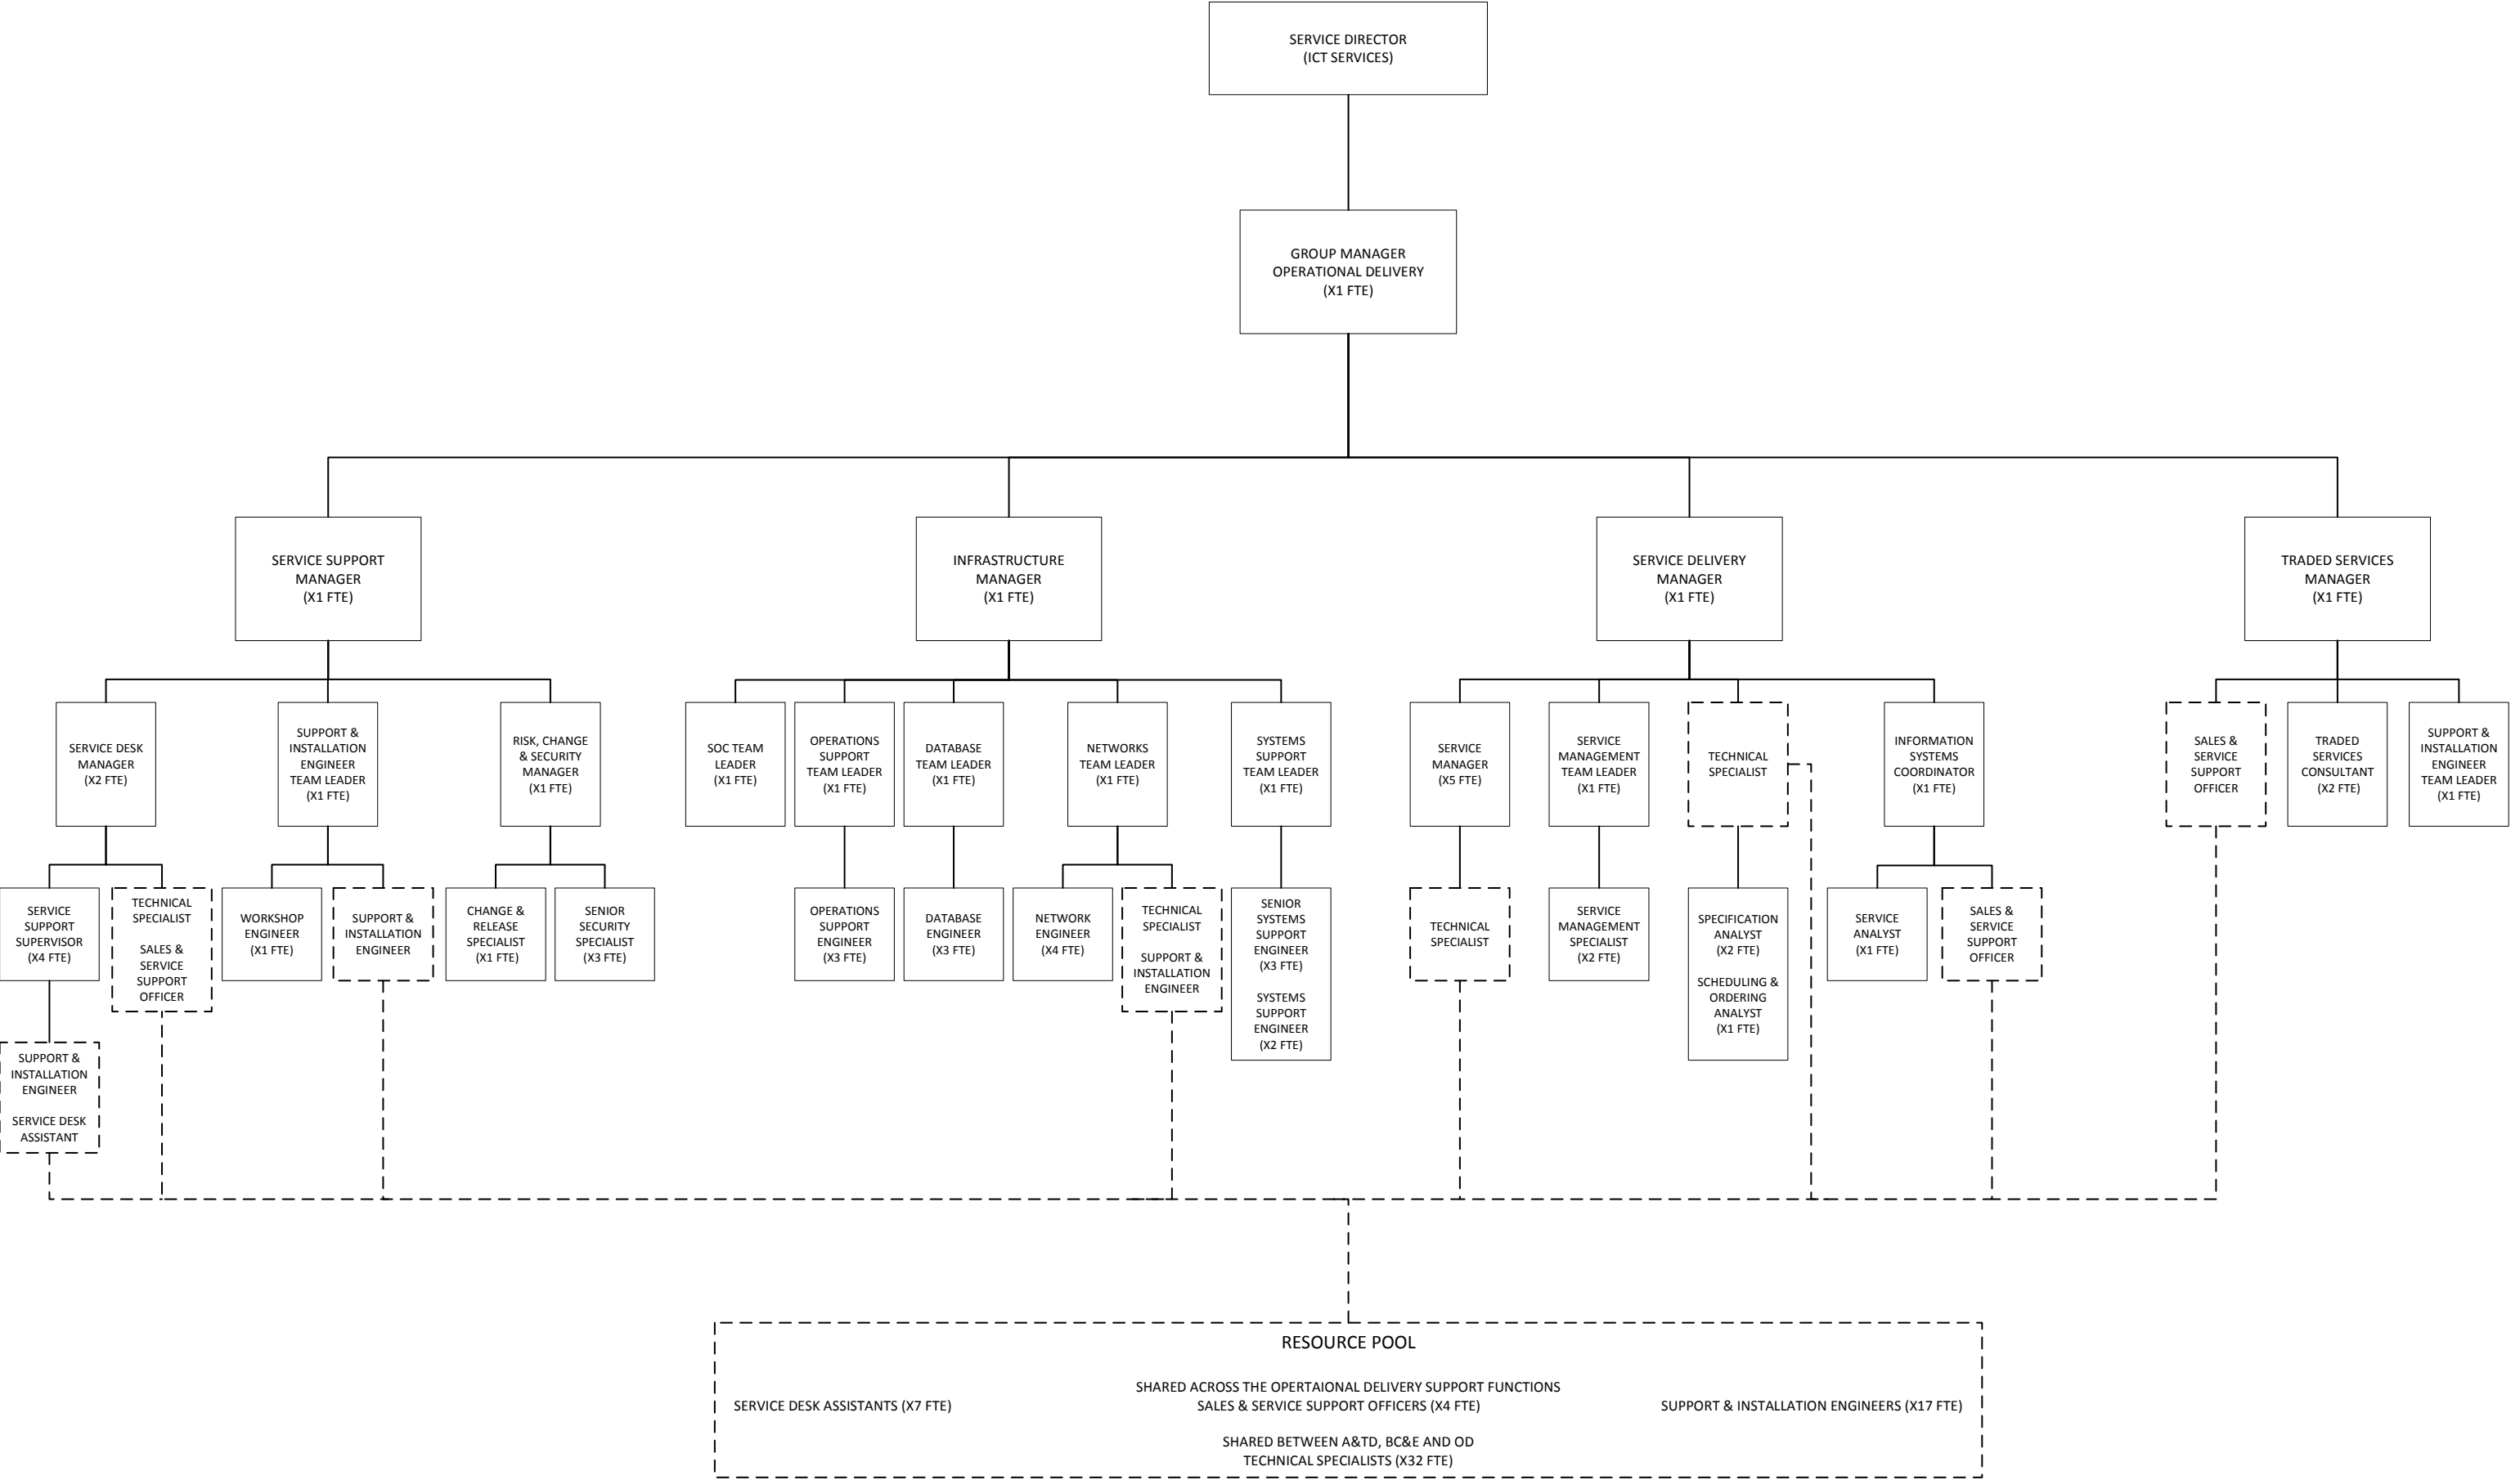 SERVICE DIRECTOR
(ICT SERVICES)
GROUP MANAGER
OPERATIONAL DELIVERY
(X1 FTE)
SERVICE SUPPORT
MANAGER
(X1 FTE)
INFRASTRUCTURE
MANAGER
(X1 FTE)
SERVICE DELIVERY
MANAGER
(X1 FTE)
TRADED SERVICES
MANAGER
(X1 FTE)
SERVICE DESK
MANAGER
(X2 FTE)
SUPPORT &
INSTALLATION
ENGINEER
TEAM LEADER
(X1 FTE)
RISK, CHANGE
& SECURITY
MANAGER
(X1 FTE)
SOC TEAM
LEADER
(X1 FTE)
OPERATIONS
SUPPORT
TEAM LEADER
(X1 FTE)
DATABASE
TEAM LEADER
(X1 FTE)
NETWORKS
TEAM LEADER
(X1 FTE)
SYSTEMS
SUPPORT
TEAM LEADER
(X1 FTE)
SERVICE
MANAGER
(X5 FTE)
SERVICE
MANAGEMENT
TEAM LEADER
(X1 FTE)
TECHNICAL
SPECIALIST
INFORMATION
SYSTEMS
COORDINATOR
(X1 FTE)
SALES &
SERVICE
SUPPORT
OFFICER
TRADED
SERVICES
CONSULTANT
(X2 FTE)
SUPPORT &
INSTALLATION
ENGINEER
TEAM LEADER
(X1 FTE)
SERVICE
SUPPORT
SUPERVISOR
(X4 FTE)
TECHNICAL
SPECIALIST
SALES &
SERVICE
SUPPORT
OFFICER
WORKSHOP
ENGINEER
(X1 FTE)
SUPPORT &
INSTALLATION
ENGINEER
CHANGE &
RELEASE
SPECIALIST
(X1 FTE)
SENIOR
SECURITY
SPECIALIST
(X3 FTE)
OPERATIONS
SUPPORT
ENGINEER
(X3 FTE)
DATABASE
ENGINEER
(X3 FTE)
NETWORK
ENGINEER
(X4 FTE)
TECHNICAL
SPECIALIST
SUPPORT &
INSTALLATION
ENGINEER
SENIOR
SYSTEMS
SUPPORT
ENGINEER
(X3 FTE)
SYSTEMS
SUPPORT
ENGINEER
(X2 FTE)
TECHNICAL
SPECIALIST
SERVICE
MANAGEMENT
SPECIALIST
(X2 FTE)
SPECIFICATION
ANALYST
(X2 FTE)
SCHEDULING &
ORDERING
ANALYST
(X1 FTE)
SERVICE
ANALYST
(X1 FTE)
SALES &
SERVICE
SUPPORT
OFFICER
SUPPORT &
INSTALLATION
ENGINEER
SERVICE DESK
ASSISTANT
RESOURCE POOL
SHARED ACROSS THE OPERTAIONAL DELIVERY SUPPORT FUNCTIONS
SERVICE DESK ASSISTANTS (X7 FTE)
SALES & SERVICE SUPPORT OFFICERS (X4 FTE)
SUPPORT & INSTALLATION ENGINEERS (X17 FTE)
SHARED BETWEEN A&TD, BC&E AND OD
TECHNICAL SPECIALISTS (X32 FTE)